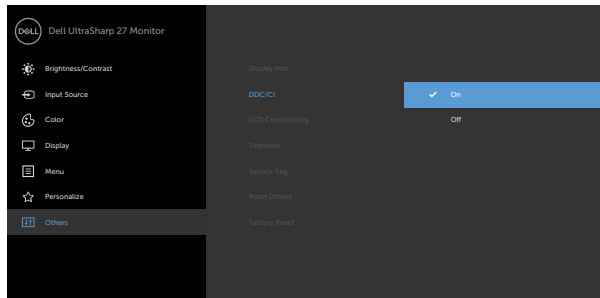 DELL Dell UltraSharp 27 Monitor
Brightness/Contrast
Input Source
Color
Display
Menu
Personalize
Others
Display Info
DDC/CI
LCD Conditioning
Firmware
Service Tag
Reset Others
Factory Reset
On
Off